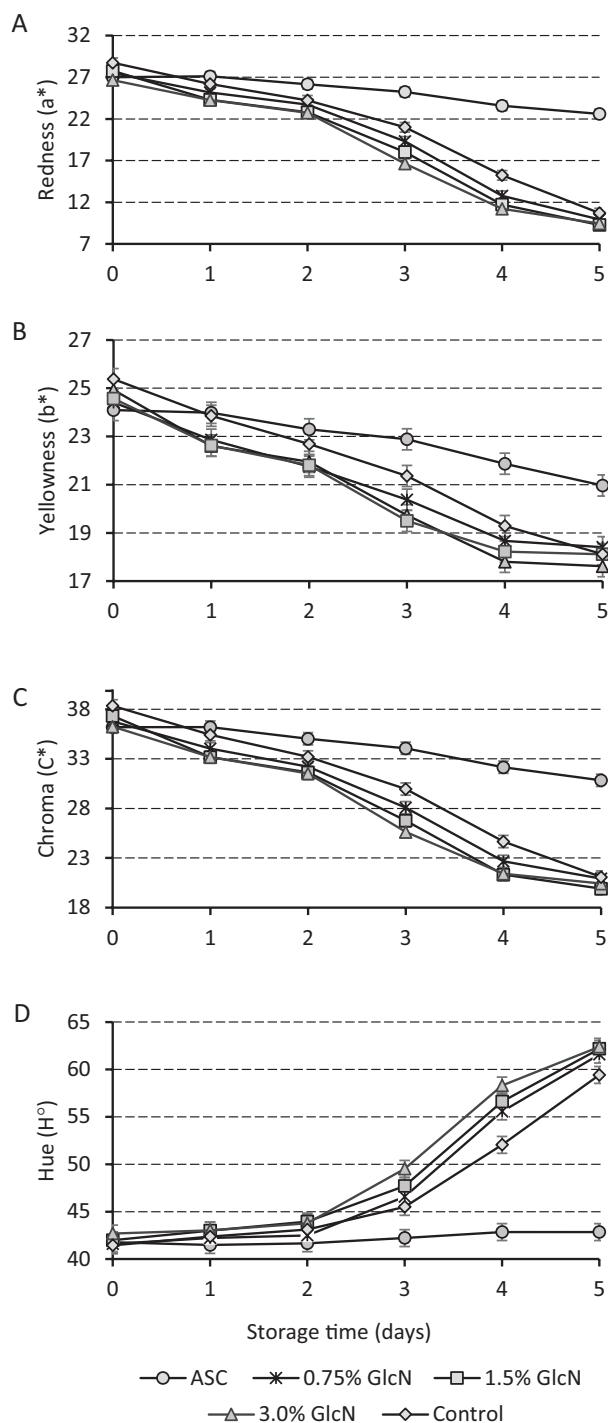 A
Redness (a*)
32
27
22
17
12
7
0 1 2 3 4 5
B
Yellowness (b*)
27
25
23
21
19
17
0 1 2 3 4 5
C
Chroma (C*)
38
33
28
23
18
0 1 2 3 4 5
D
Hue (H°)
65
60
55
50
45
40
0 1 2 3 4 5
Storage time (days)
ASC 0.75% GlcN 1.5% GlcN
3.0% GlcN Control